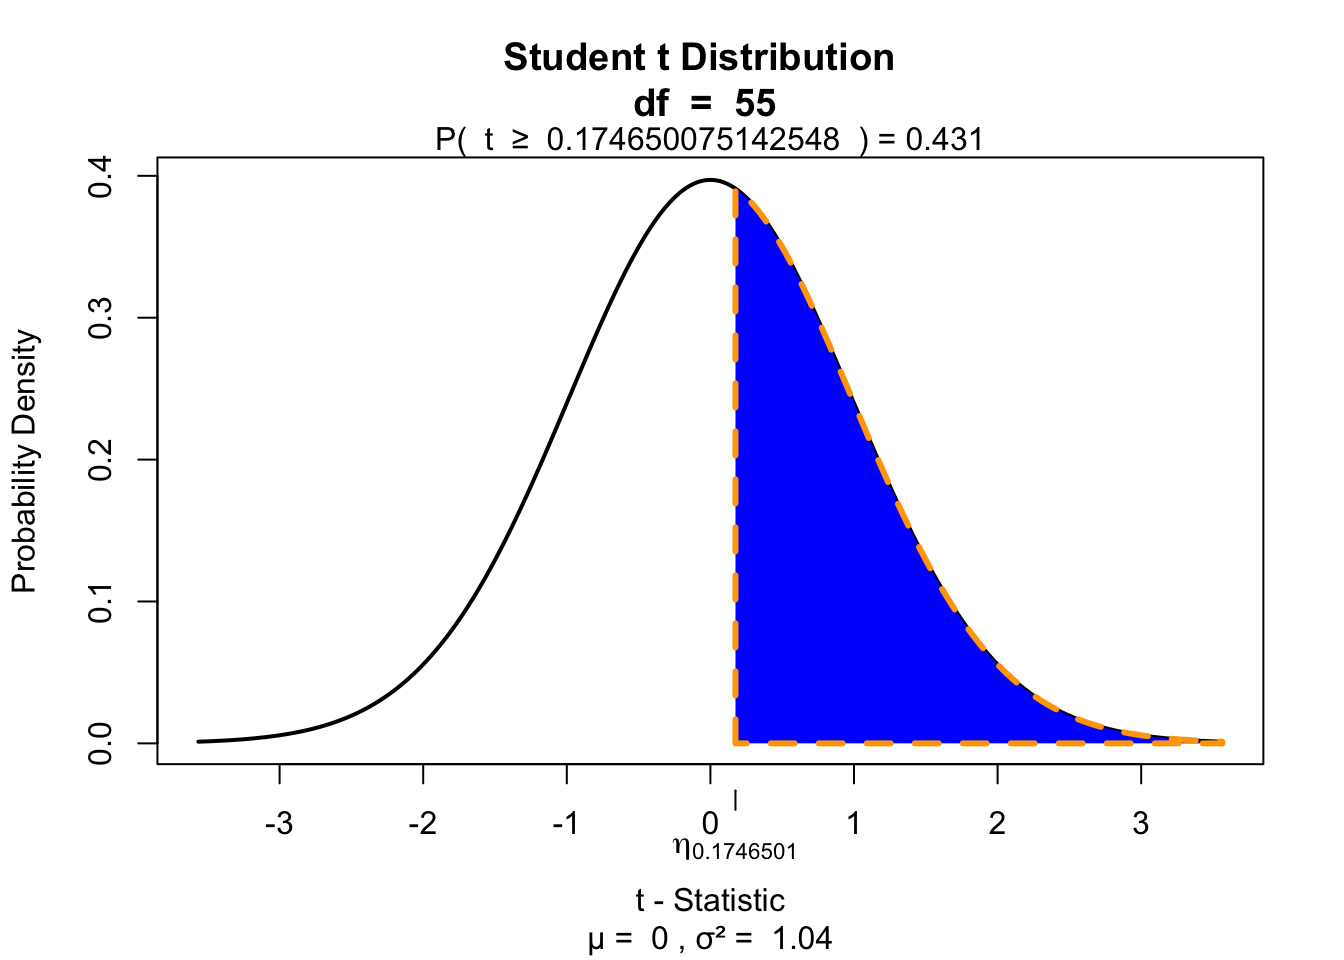 Student t Distribution
df = 55
P( t ≥ 0.174650075142548 ) = 0.431
Probability Density
0.4
0.3
0.2
0.1
0.0
-3 -2 -1 0 1 2 3
η0.1746501
t - Statistic
μ = 0 , σ² = 1.04